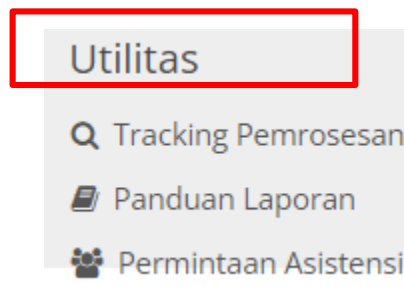 Utilitas
Tracking Pemrosesan
Panduan Laporan
Permintaan Asistensi